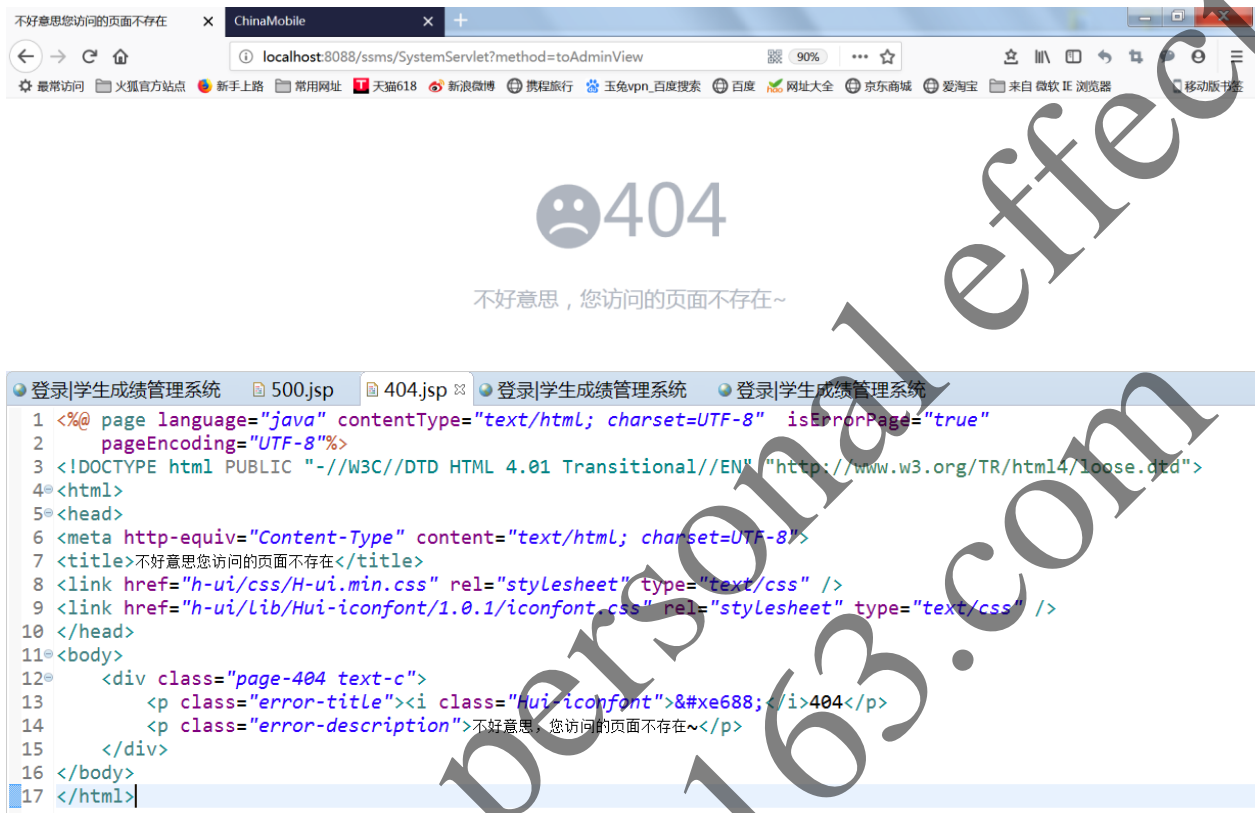 不好意思您访问的页面不存在
ChinaMobile
localhost:8088/ssms/SystemServlet?method=toAdminView
90%
最常访问 火狐官方站点 新手上路 常用网址 天猫618 新浪微博 携程旅行 玉兔vpn_百度搜索 百度 网址大全 京东商城 爱淘宝 来自 微软 IE 浏览器 移动版书签
404
不好意思，您访问的页面不存在~
登录|学生成绩管理系统 500.jsp 404.jsp 登录|学生成绩管理系统 登录|学生成绩管理系统
1 <%@ page language="java" contentType="text/html; charset=UTF-8"  isErrorPage="true"
2     pageEncoding="UTF-8"%>
3 <!DOCTYPE html PUBLIC "-//W3C//DTD HTML 4.01 Transitional//EN" "http://www.w3.org/TR/html4/loose.dtd">
4 <html>
5 <head>
6 <meta http-equiv="Content-Type" content="text/html; charset=UTF-8">
7 <title>不好意思您访问的页面不存在</title>
8 <link href="h-ui/css/H-ui.min.css" rel="stylesheet" type="text/css" />
9 <link href="h-ui/lib/Hui-iconfont/1.0.1/iconfont.css" rel="stylesheet" type="text/css" />
10 </head>
11 <body>
12     <div class="page-404 text-c">
13         <p class="error-title"><i class="Hui-iconfont">&#xe688;</i>404</p>
14         <p class="error-description">不好意思，您访问的页面不存在~</p>
15     </div>
16 </body>
17 </html>
personal effec
163.com